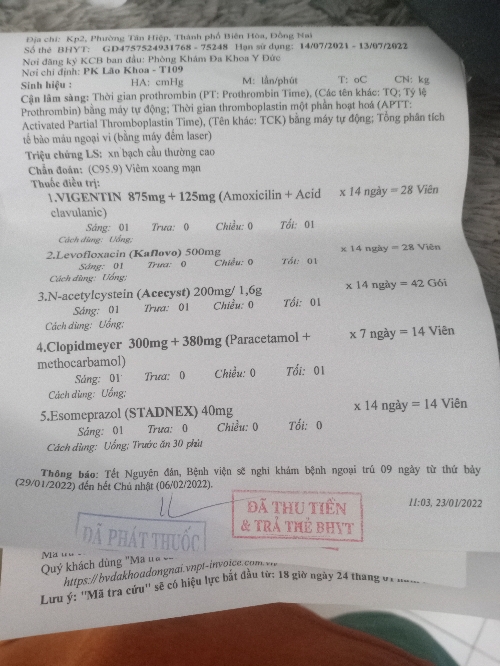 Địa chỉ: Kp2, Phường Tân Hiệp, Thành phố Biên Hòa, Đồng Nai
Số thẻ BHYT: GD4757524931768 - 75248 Hạn sử dụng: 14/07/2021 - 13/07/2022
Nơi đăng ký KCB ban đầu: Phòng Khám Đa Khoa Y Đức
Nơi chỉ định: PK Lão Khoa - T109
Sinh hiệu : HA: cmHg M: lần/phút T: oC CN: kg
Cận lâm sàng: Thời gian prothrombin (PT: Prothrombin Time), (Các tên khác: TQ; Tỷ lệ
Prothrombin) bằng máy tự động; Thời gian thromboplastin một phần hoạt hoá (APTT:
Activated Partial Thromboplastin Time), (Tên khác: TCK) bằng máy tự động; Tổng phân tích
tế bào máu ngoại vi (bằng máy đếm laser)
Triệu chứng LS: xn bạch cầu thường cao
Chẩn đoán: (C95.9) Viêm xoang mạn
Thuốc điều trị:
1.VIGENTIN 875mg + 125mg (Amoxicilin + Acid x 14 ngày = 28 Viên
clavulanic)
Sáng: 01 Trưa: 0 Chiều: 0 Tối: 01
Cách dùng: Uống;
2.Levofloxacin (Kaflovo) 500mg x 14 ngày = 28 Viên
Sáng: 01 Trưa: 0 Chiều: 0 Tối: 01
Cách dùng: Uống;
3.N-acetylcystein (Acecyst) 200mg/ 1,6g x 14 ngày = 42 Gói
Sáng: 01 Trưa: 01 Chiều: 0 Tối: 01
Cách dùng: Uống;
4.Clopidmeyer 300mg + 380mg (Paracetamol + x 7 ngày = 14 Viên
methocarbamol)
Sáng: 01 Trưa: 0 Chiều: 0 Tối: 01
Cách dùng: Uống;
5.Esomeprazol (STADNEX) 40mg x 14 ngày = 14 Viên
Sáng: 01 Trưa: 0 Chiều: 0 Tối: 0
Cách dùng: Uống; Trước ăn 30 phút
Thông báo: Tết Nguyên đán, Bệnh viện sẽ nghỉ khám bệnh ngoại trú 09 ngày từ thứ bảy
(29/01/2022) đến hết Chủ nhật (06/02/2022).
11:03, 23/01/2022
ĐÃ THU TIỀN
& TRẢ THẺ BHYT
ĐÃ PHÁT THUỐC
Quý khách dùng "Mã tra
https://bvdakhoadongnai.vnpt-invoice.com.vn
Lưu ý: "Mã tra cứu" sẽ có hiệu lực bắt đầu từ: 18 giờ ngày 24 tháng 01